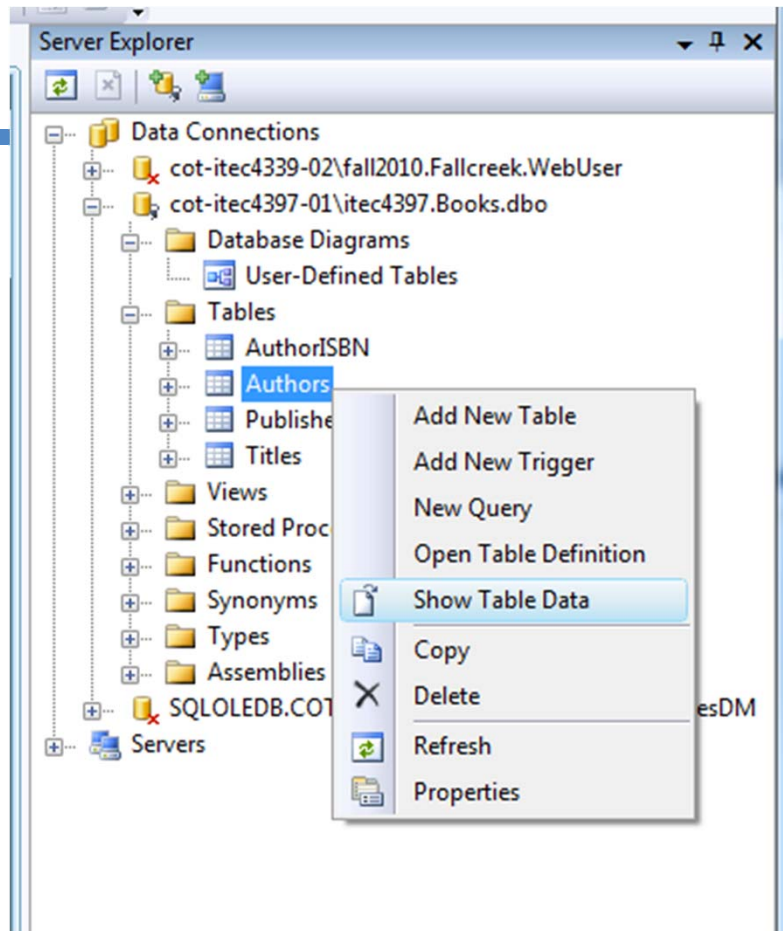 Server Explorer
Data Connections
cot-itec4339-02\fall2010.Fallcreek.WebUser
cot-itec4397-01\itec4397.Books.dbo
Database Diagrams
User-Defined Tables
Tables
AuthorISBN
Authors
Publishe
Titles
Views
Stored Proc
Functions
Synonyms
Types
Assemblies
SQLOLEDB.COT esDM
Servers
Add New Table
Add New Trigger
New Query
Open Table Definition
Show Table Data
Copy
Delete
Refresh
Properties